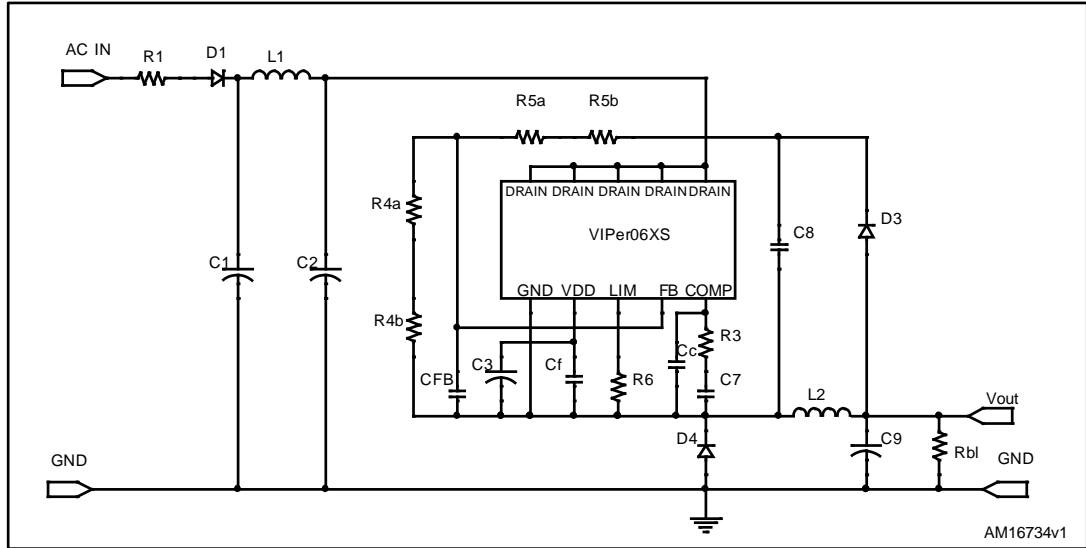 AC IN
R1
D1
L1
R5a
R5b
DRAIN DRAIN DRAIN DRAIN DRAIN
R4a
VIPer06XS
C8
D3
C1
C2
GND VDD LIM FB COMP
R4b
R3
C3
Cf
Cc
CFB
R6
C7
L2
Vout
D4
C9
Rbl
GND
GND
AM16734v1